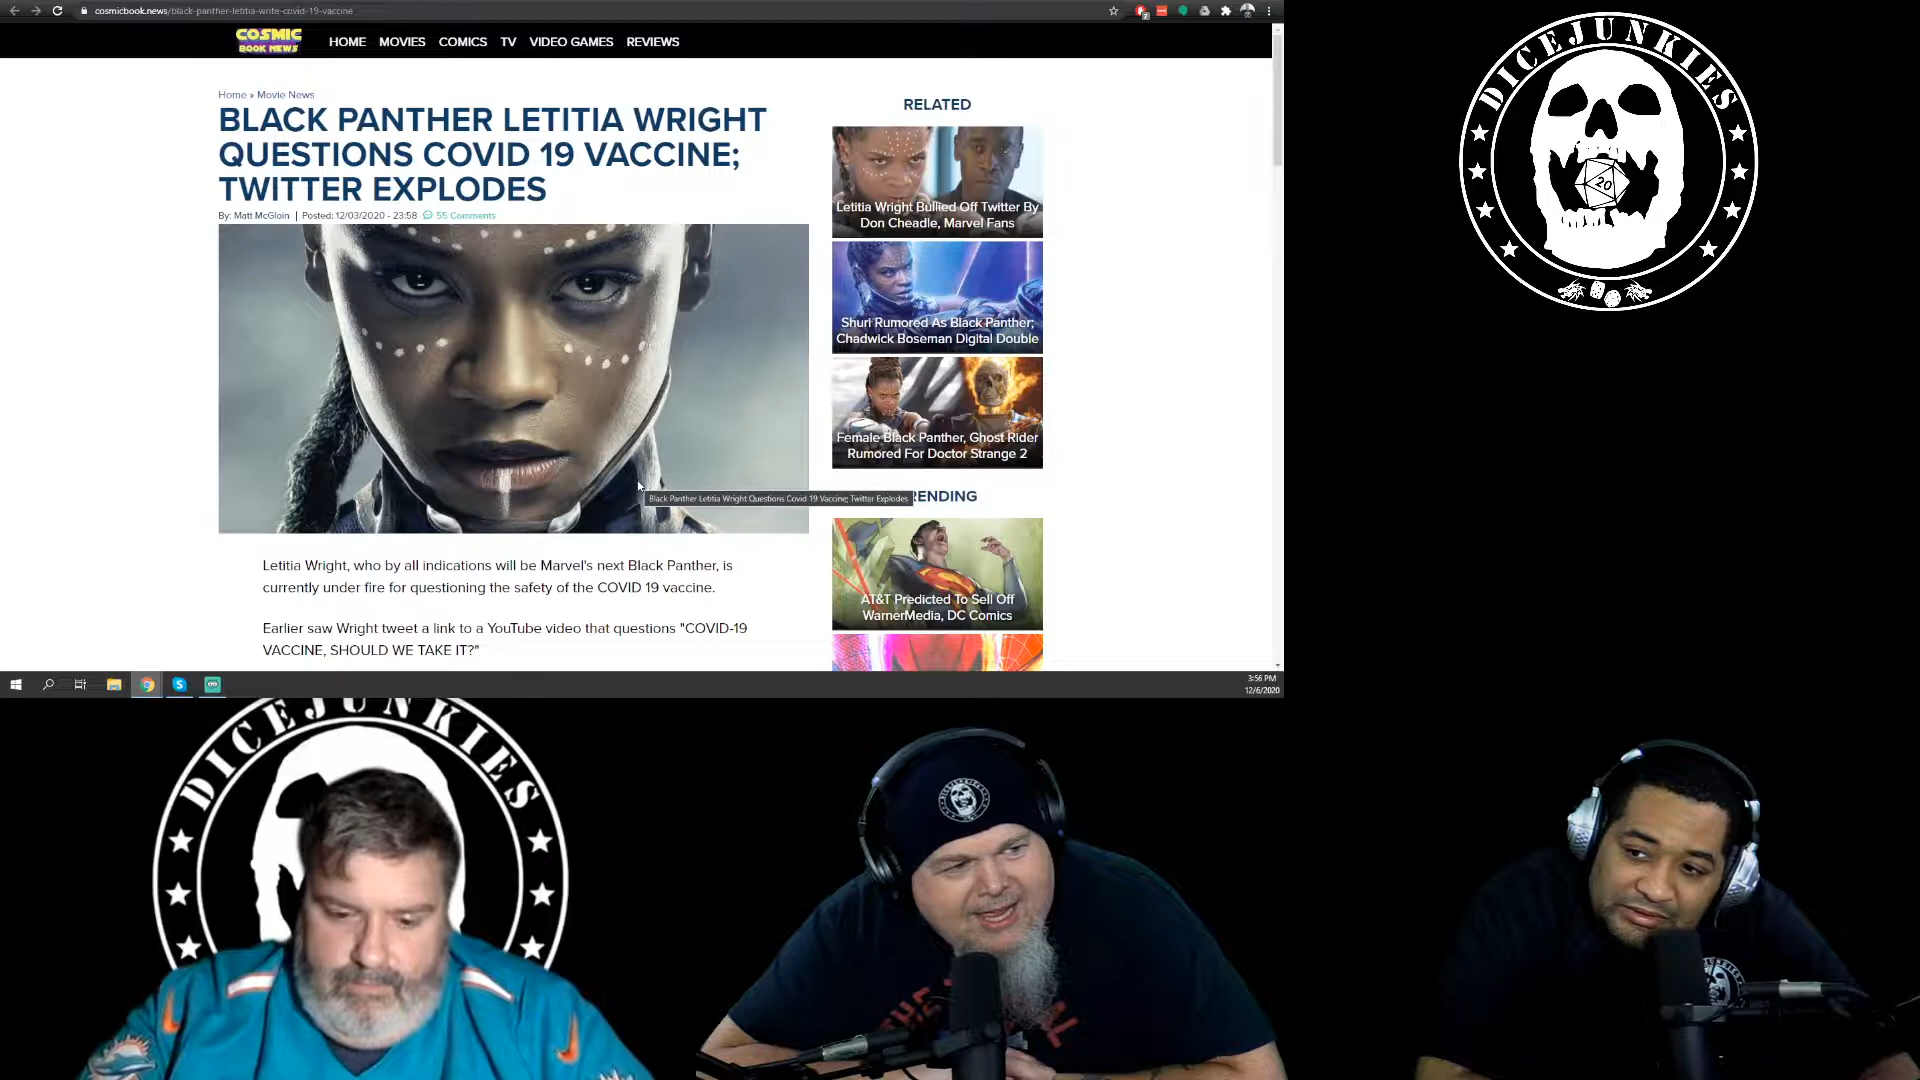 cosmicbook.news/black-panther-letitia-write-covid-19-vaccine
COSMIC
BOOK NEWS
HOME MOVIES COMICS TV VIDEO GAMES REVIEWS
Home » Movie News
BLACK PANTHER LETITIA WRIGHT
QUESTIONS COVID 19 VACCINE;
TWITTER EXPLODES
By: Matt McGloin | Posted: 12/03/2020 - 23:58 55 Comments
Black Panther Letitia Wright Questions Covid 19 Vaccine; Twitter Explodes
Letitia Wright, who by all indications will be Marvel's next Black Panther, is
currently under fire for questioning the safety of the COVID 19 vaccine.
Earlier saw Wright tweet a link to a YouTube video that questions "COVID-19
VACCINE, SHOULD WE TAKE IT?"
RELATED
Letitia Wright Bullied Off Twitter By
Don Cheadle, Marvel Fans
Shuri Rumored As Black Panther;
Chadwick Boseman Digital Double
Female Black Panther, Ghost Rider
Rumored For Doctor Strange 2
RENDING
AT&T Predicted To Sell Off
WarnerMedia, DC Comics
3:56 PM
12/6/2020
DICEJUNKIES
20
DICEJUNKIES
DICEJUNKIES